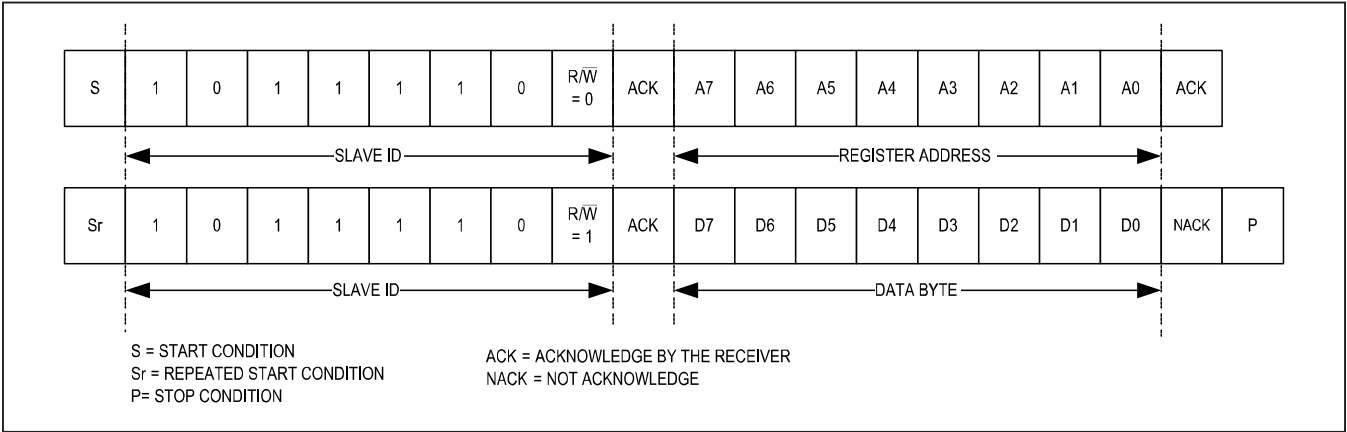 S 1 0 1 1 1 1 0 R/W̅ = 0 ACK A7 A6 A5 A4 A3 A2 A1 A0 ACK
SLAVE ID REGISTER ADDRESS
Sr 1 0 1 1 1 1 0 R/W̅ = 1 ACK D7 D6 D5 D4 D3 D2 D1 D0 NACK P
SLAVE ID DATA BYTE
S = START CONDITION
Sr = REPEATED START CONDITION
P= STOP CONDITION
ACK = ACKNOWLEDGE BY THE RECEIVER
NACK = NOT ACKNOWLEDGE